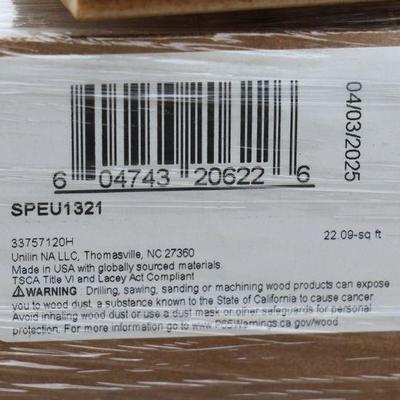 6 04743 20622 6
04/03/2025
SPEU1321
33757120H
22.09-sq ft
Unilin NA LLC, Thomasville, NC 27360
Made in USA with globally sourced materials
TSCA Title VI and Lacey Act Compliant
⚠WARNING Drilling, sawing, sanding or machining wood products can expose
you to wood dust, a substance known to the State of California to cause cancer.
Avoid inhaling wood dust or use a dust mask or other safeguards for personal
protection. For more information go to www.P65Warnings.ca.gov/wood.